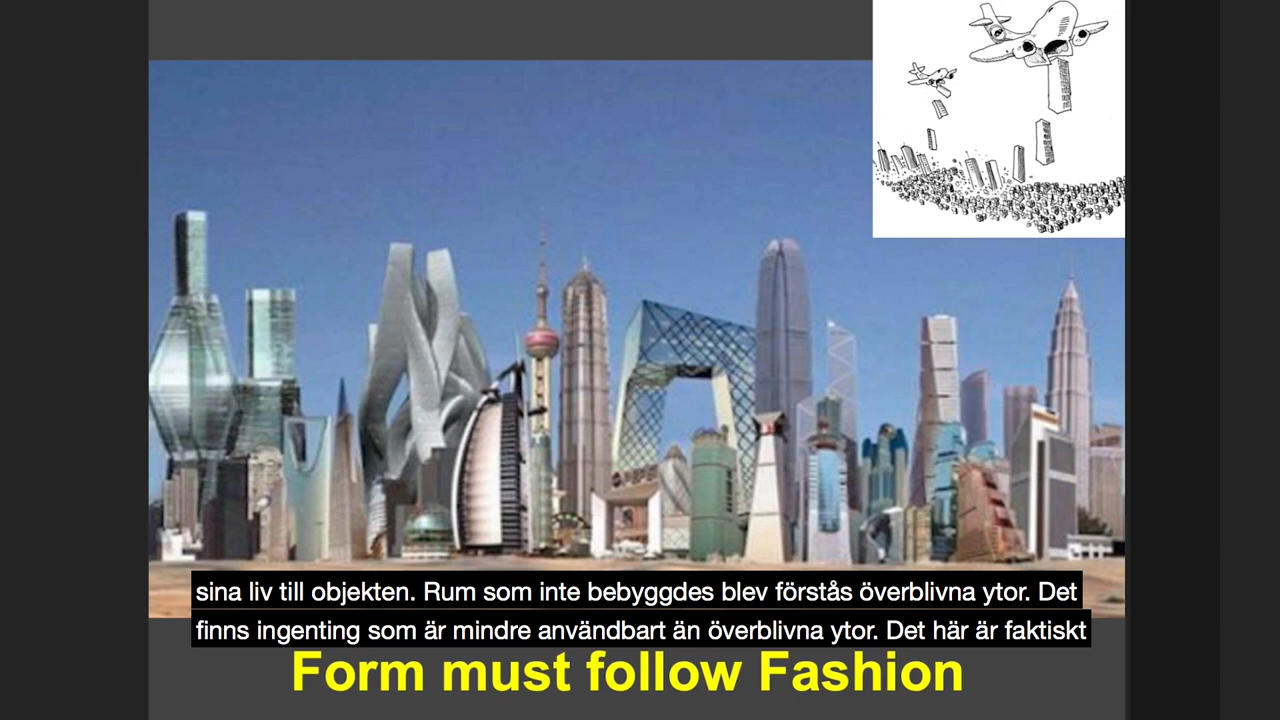 sina liv till objekten. Rum som inte bebyggdes blev förstås överblivna ytor. Det
finns ingenting som är mindre användbart än överblivna ytor. Det här är faktiskt
Form must follow Fashion